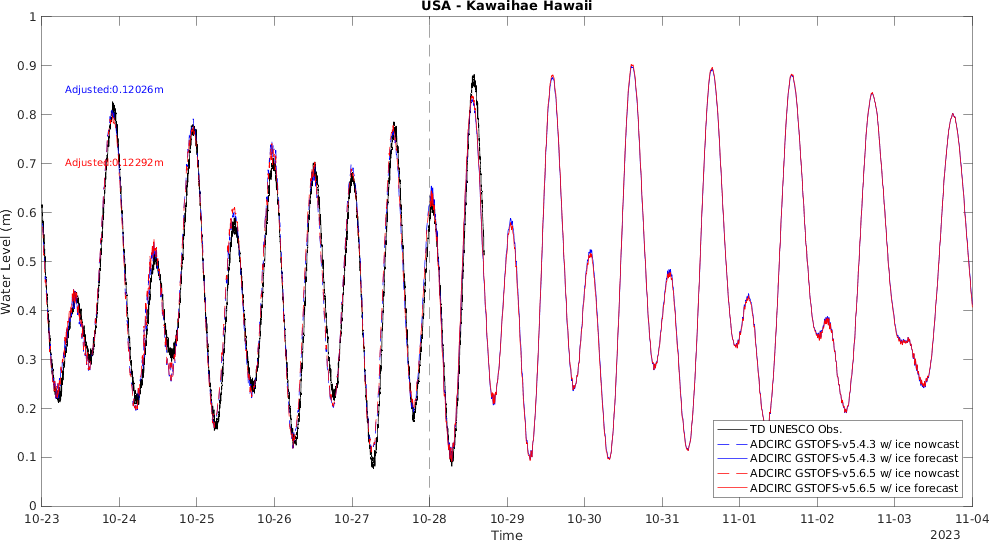 USA - Kawaihae Hawaii
1
0.9
0.8
0.7
0.6
0.5
0.4
0.3
0.2
0.1
0
Water Level (m)
Adjusted:0.12026m
Adjusted:0.12292m
TD UNESCO Obs.
ADCIRC GSTOFS-v5.4.3 w/ ice nowcast
ADCIRC GSTOFS-v5.4.3 w/ ice forecast
ADCIRC GSTOFS-v5.6.5 w/ ice nowcast
ADCIRC GSTOFS-v5.6.5 w/ ice forecast
10-23 10-24 10-25 10-26 10-27 10-28 10-29 10-30 10-31 11-01 11-02 11-03 11-04
Time
2023